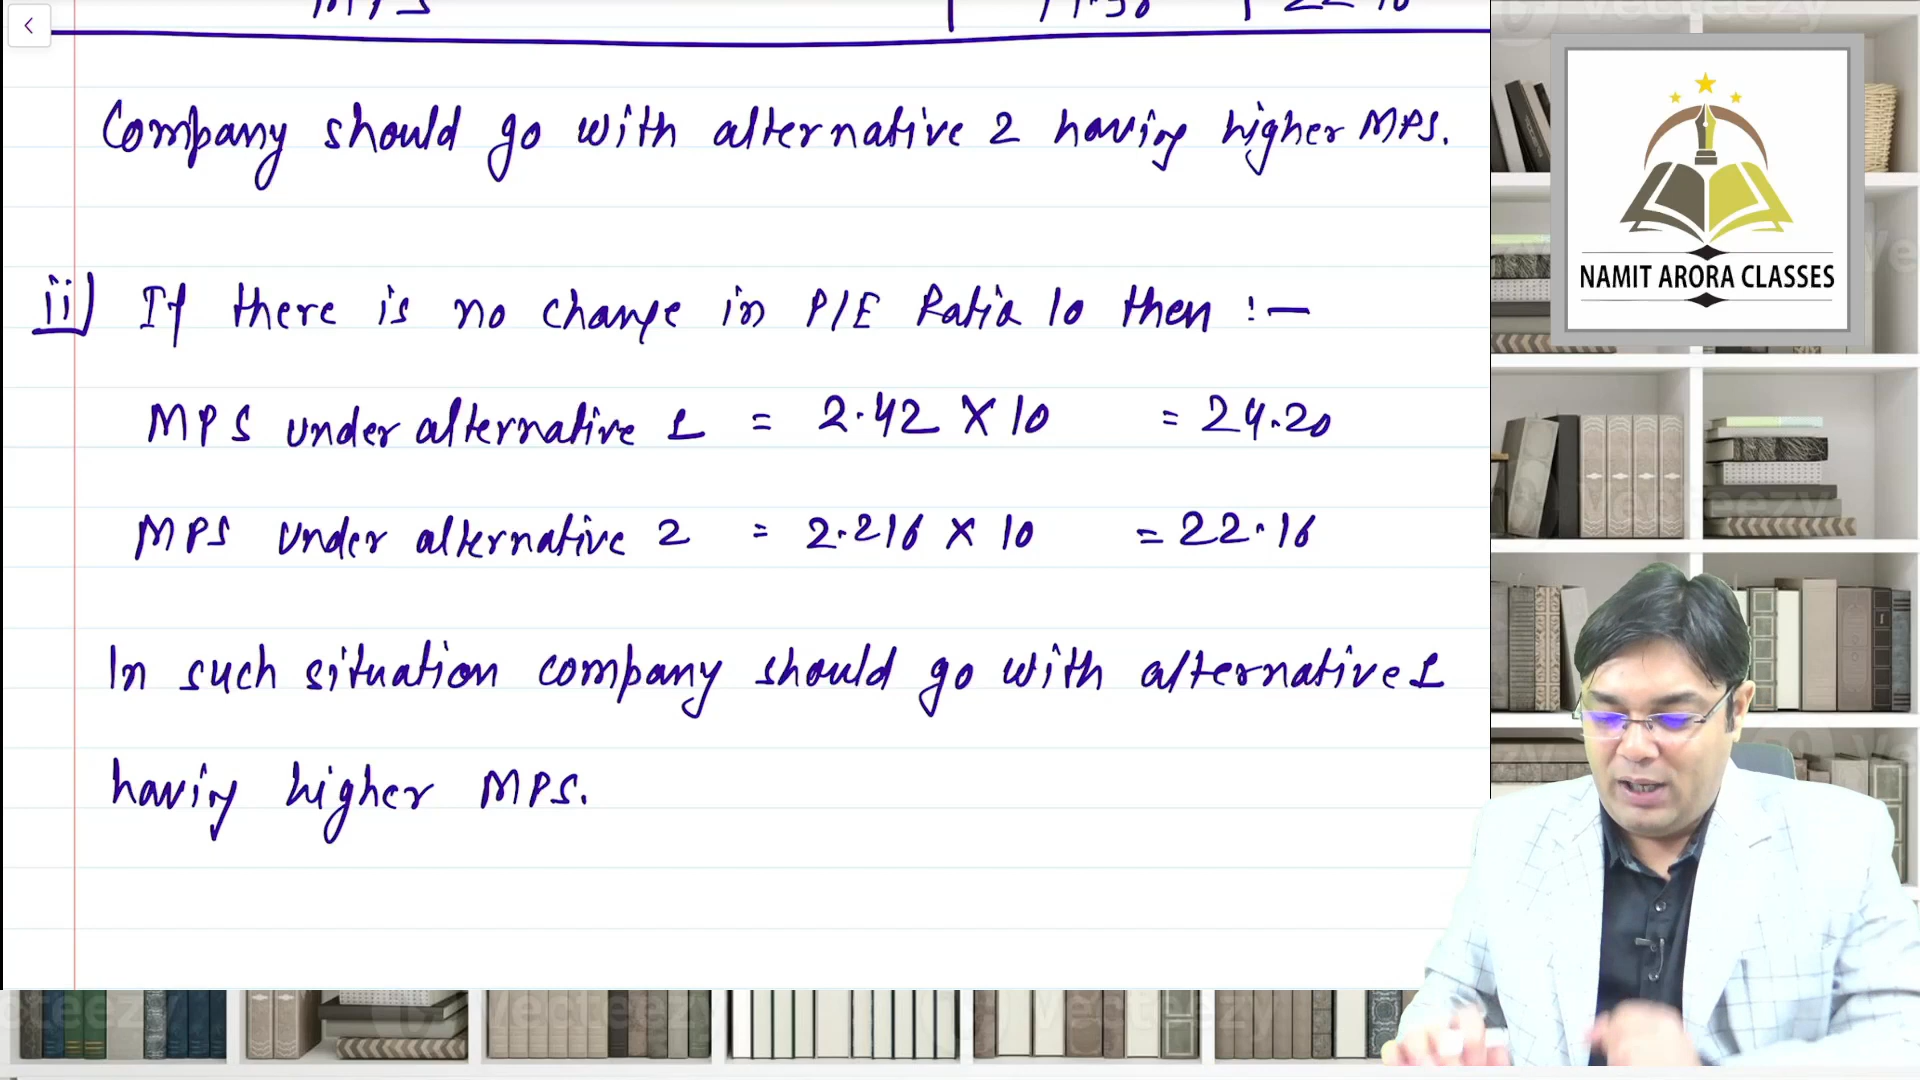 Company should go with alternative 2 having higher MPS.
ii) If there is no change in P/E Ratio 10 then :-
MPS under alternative 1 = 2.42 X 10 = 24.20
MPS under alternative 2 = 2.216 X 10 = 22.16
In such situation company should go with alternative 1
having higher MPS.
NAMIT ARORA CLASSES